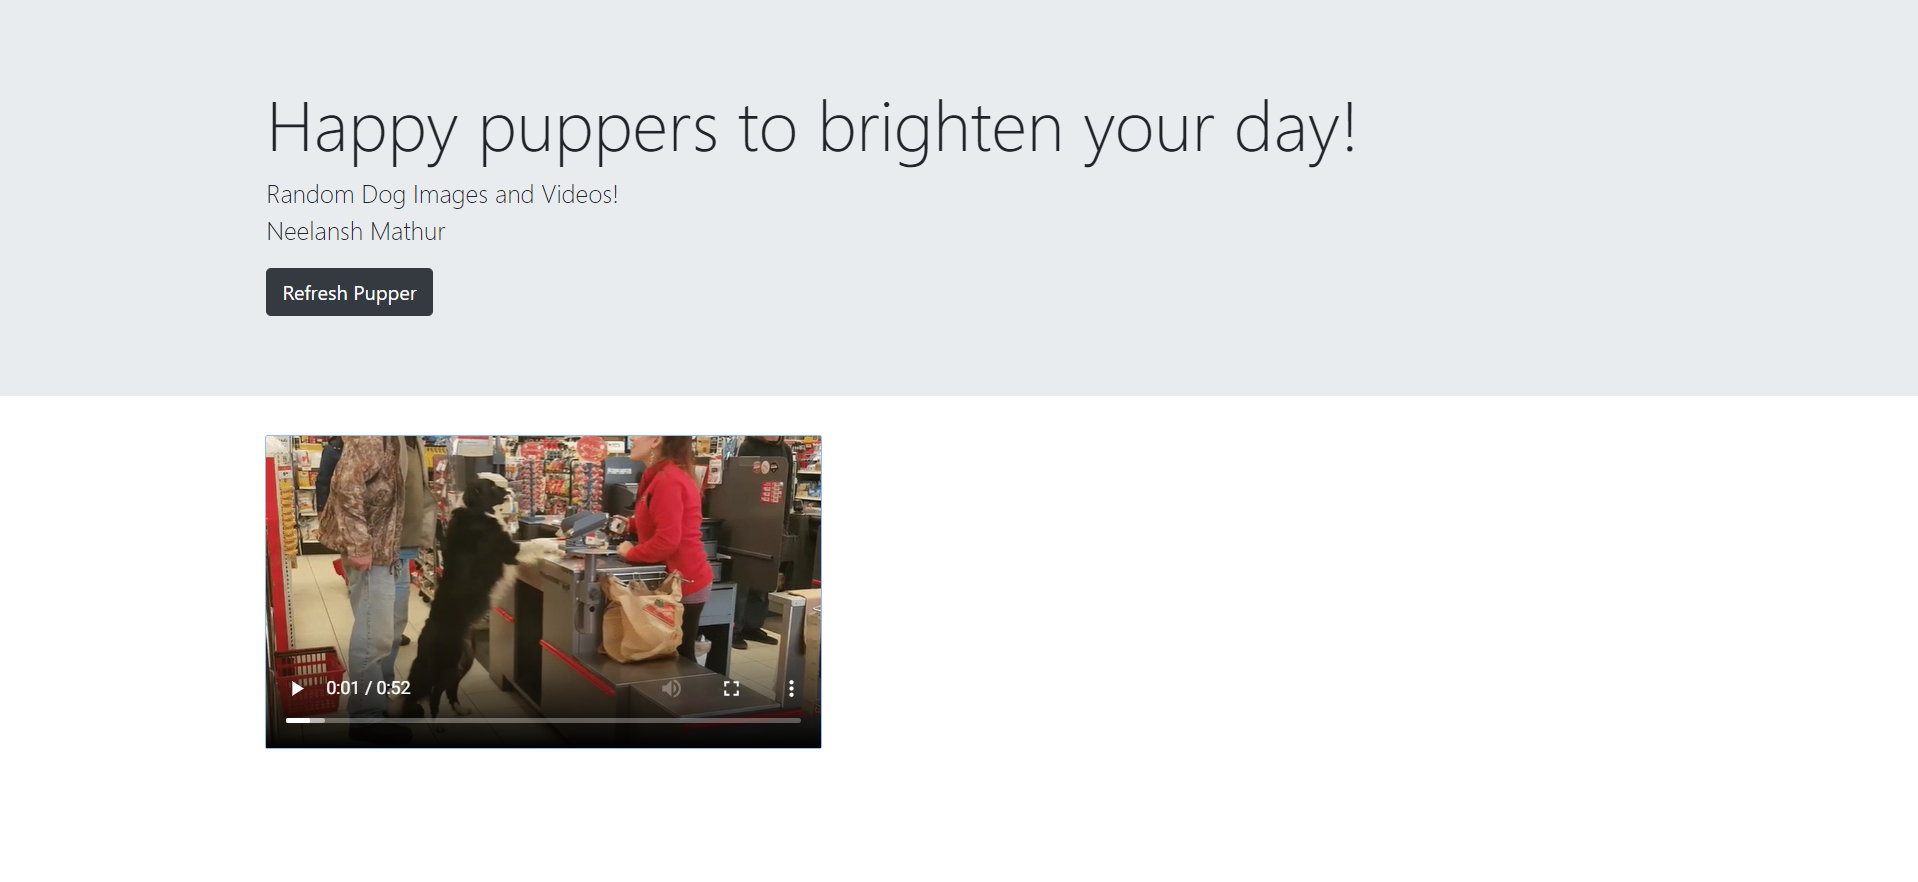 Happy puppers to brighten your day!
Random Dog Images and Videos!
Neelansh Mathur
Refresh Pupper
0:01 / 0:52